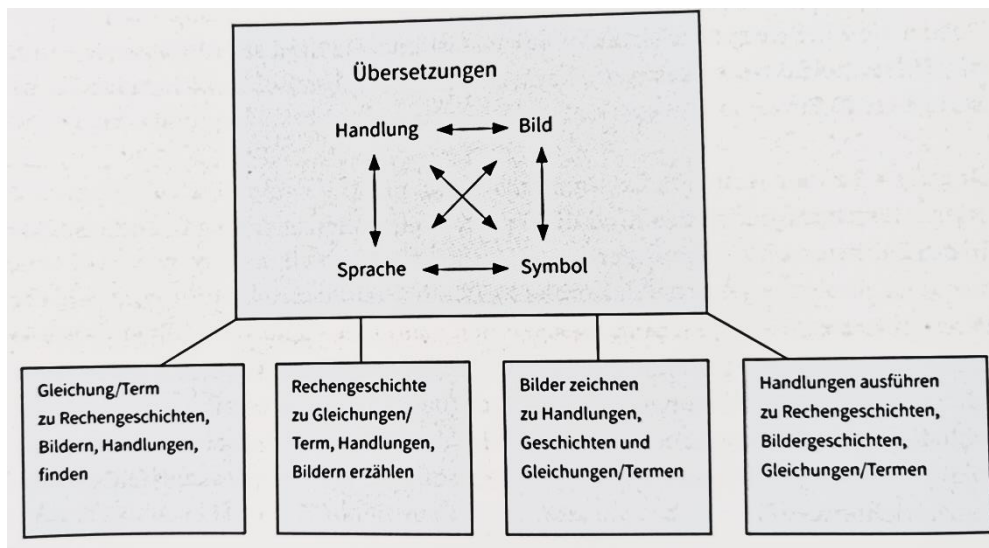 Übersetzungen
Handlung Bild
Sprache Symbol
Gleichung/Term
zu Rechengeschichten,
Bildern, Handlungen,
finden
Rechengeschichte
zu Gleichungen/
Term, Handlungen,
Bildern erzählen
Bilder zeichnen
zu Handlungen,
Geschichten und
Gleichungen/Termen
Handlungen ausführen
zu Rechengeschichten,
Bildergeschichten,
Gleichungen/Termen